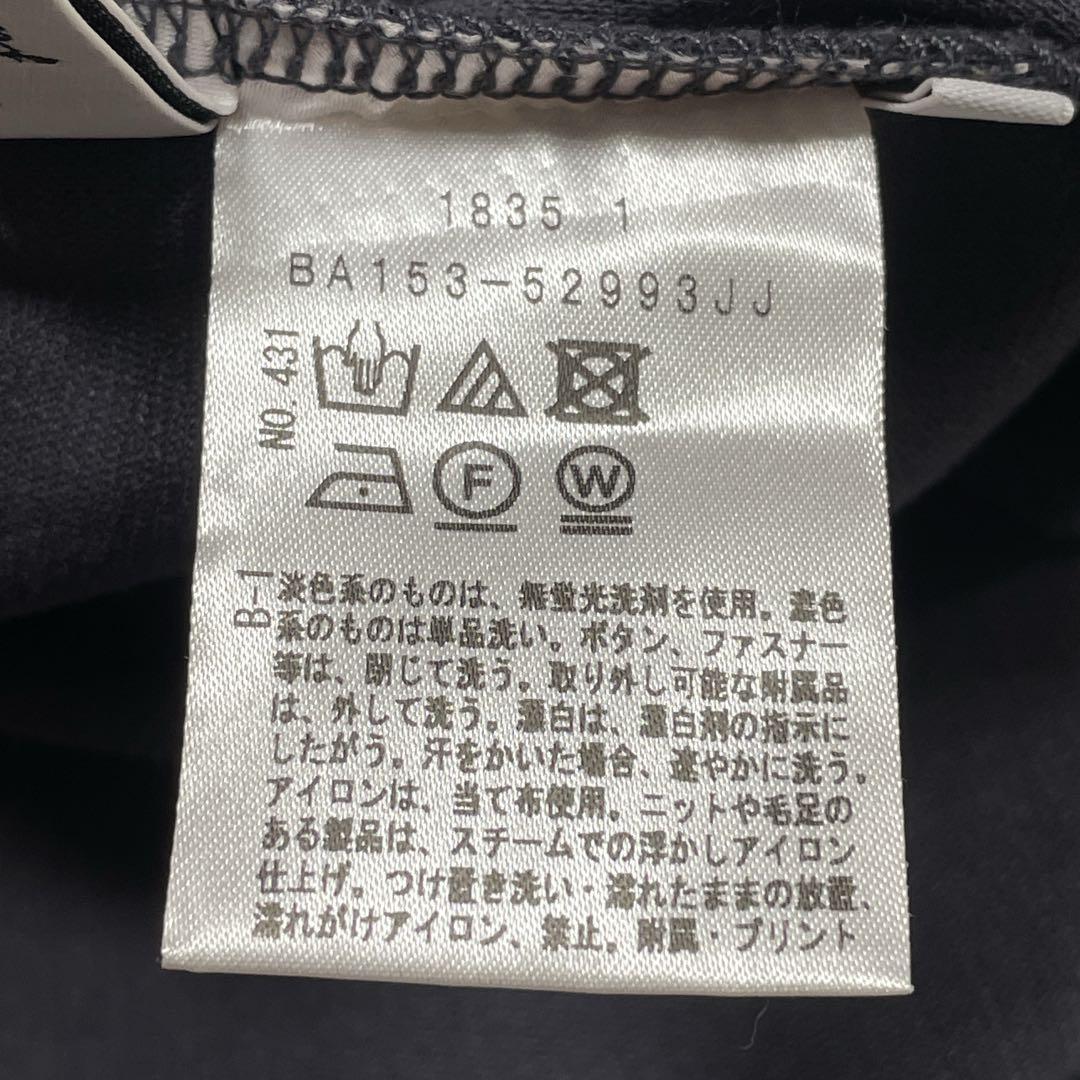 1835 1
BA153-52993JJ
NO. 431
F
W
B-1
淡色系のものは、無蛍光洗剤を使用。濃色
系のものは単品洗い。ボタン、ファスナー
等は、閉じて洗う。取り外し可能な附属品
は、外して洗う。漂白は、漂白剤の指示に
したがう。汗をかいた場合、速やかに洗う。
アイロンは、当て布使用。ニットや毛足の
ある製品は、スチームでの浮かしアイロン
仕上げ。つけ置き洗い・濡れたままの放置、
濡れがけアイロン、禁止。附属・プリント